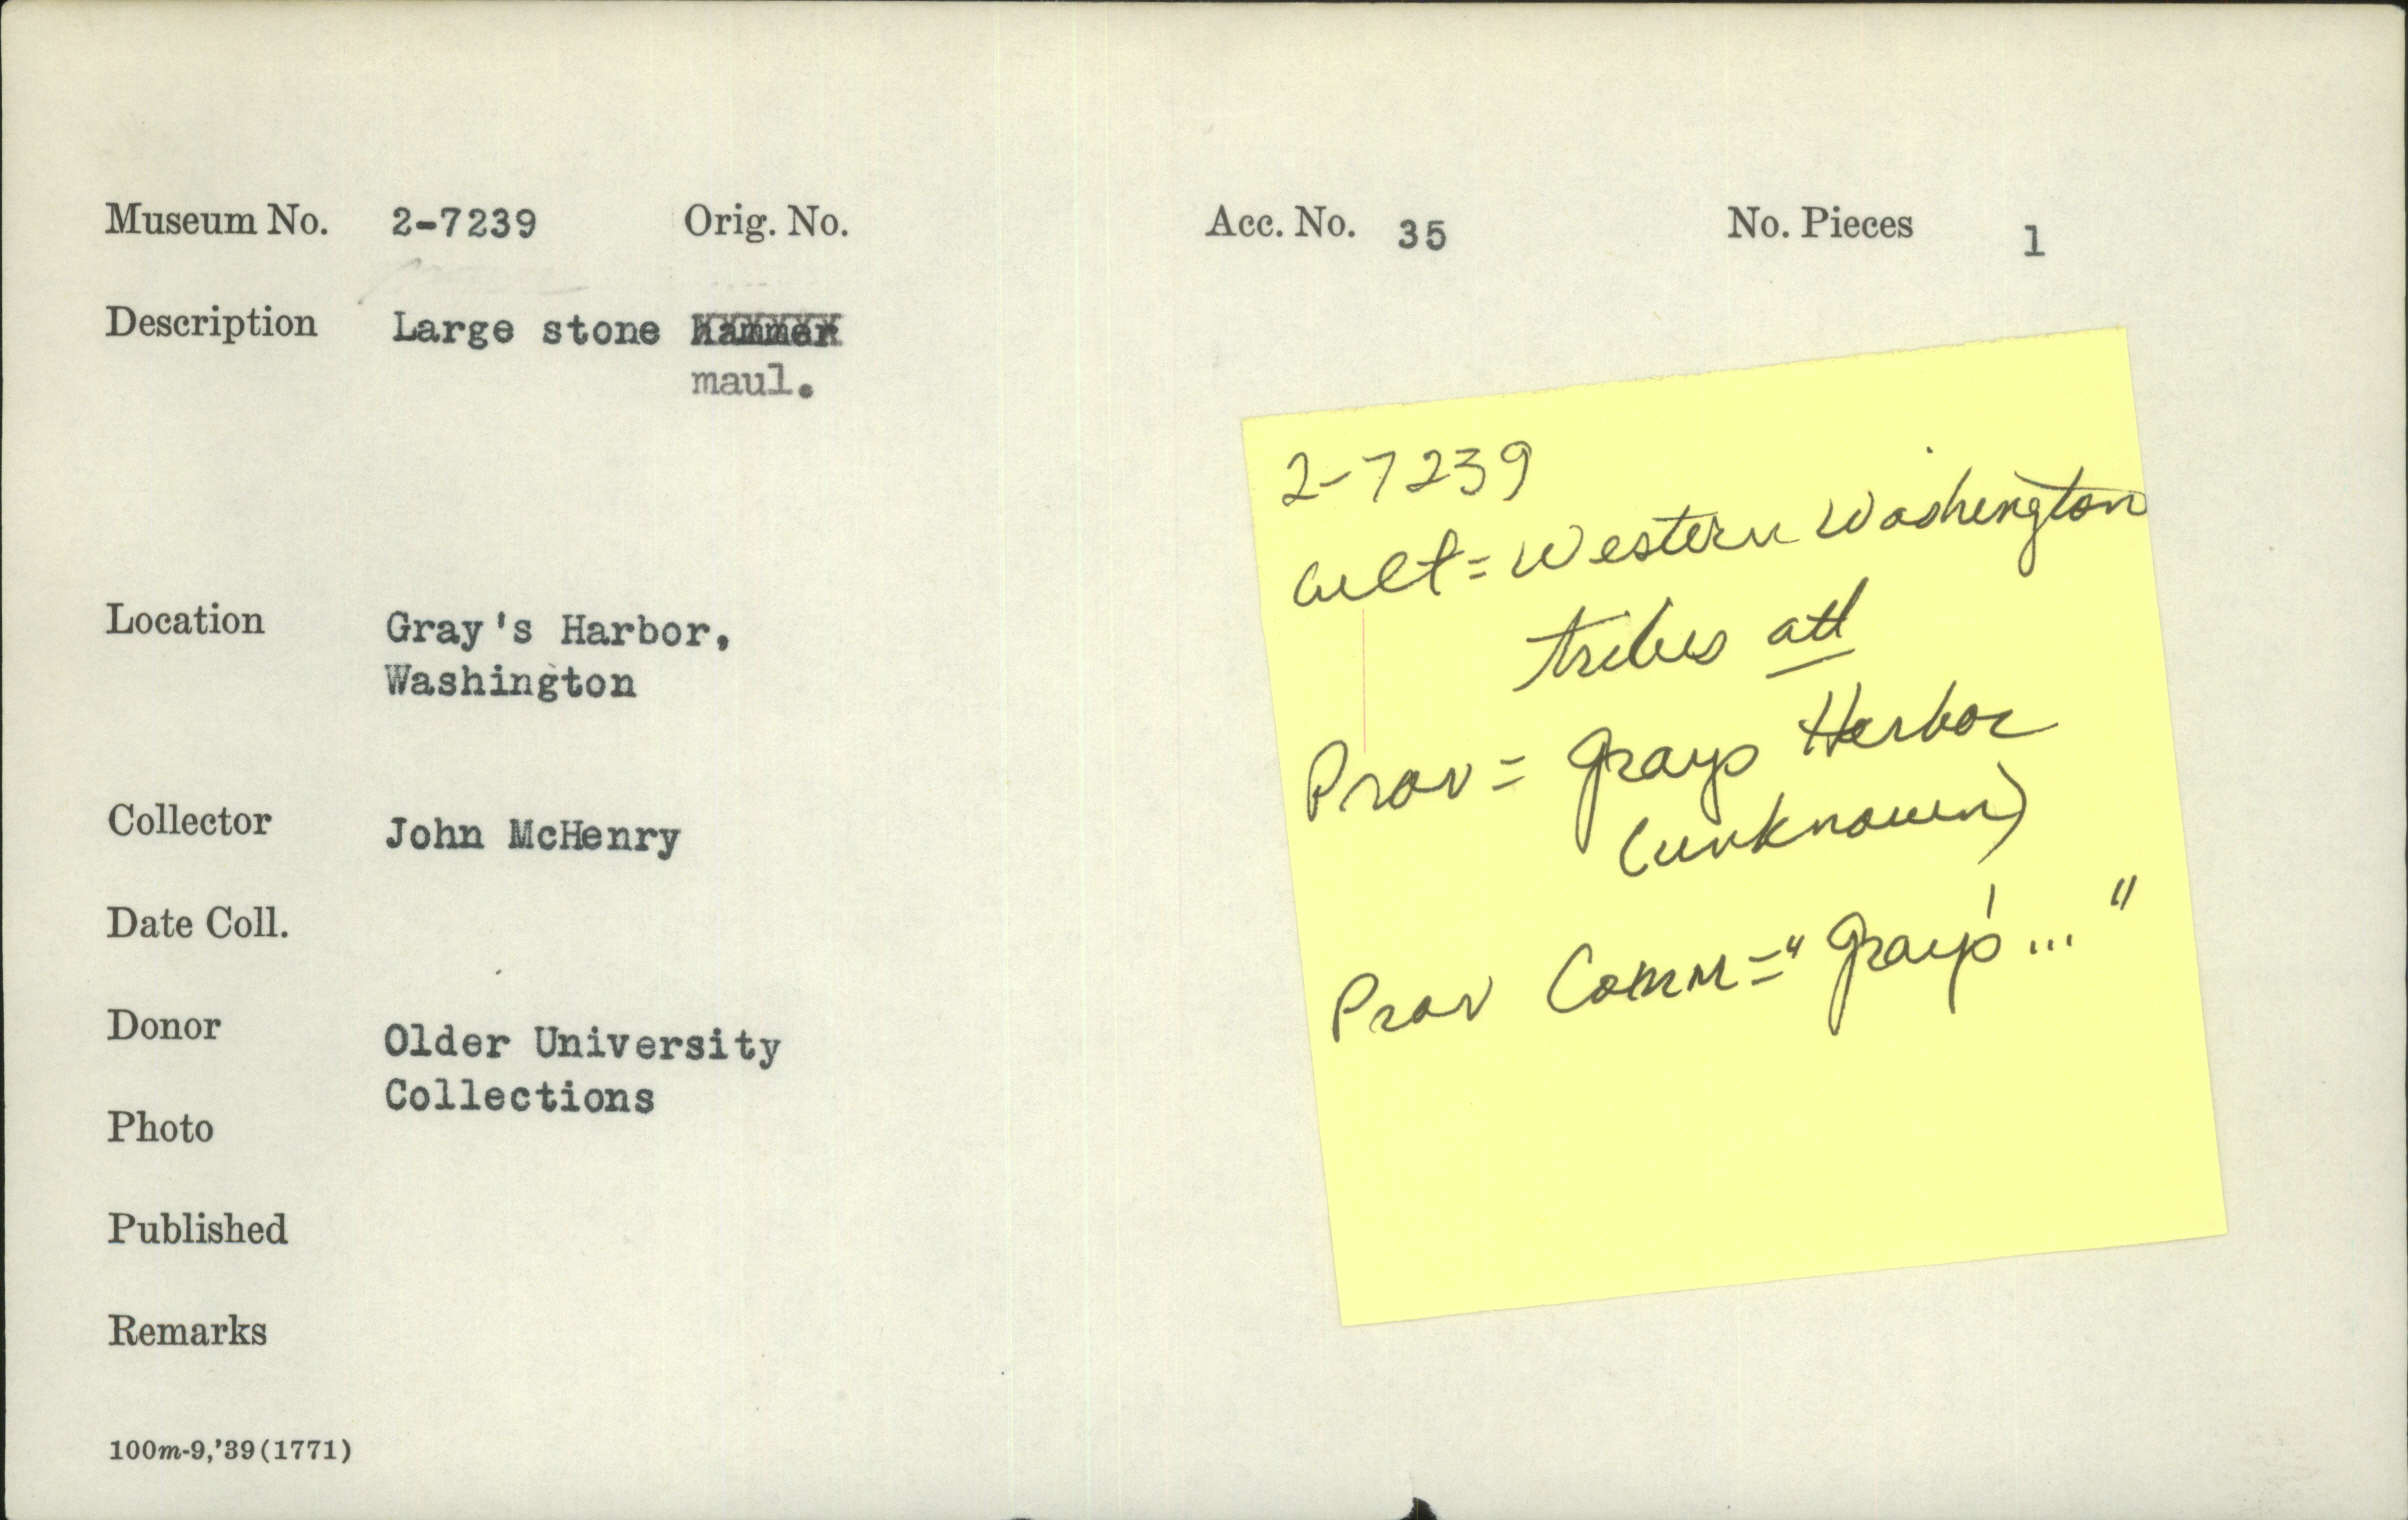 Museum No. 2-7239 Orig. No. Acc. No. 35 No. Pieces 1
Description Large stone hammer
maul.
Location Gray's Harbor,
Washington
Collector John McHenry
Date Coll.
Donor Older University
Collections
Photo
Published
Remarks
100m-9,'39(1771)
2-7239
Cult = Western Washington
tribes att
Prov = Grays Harbor
(unknown)
Prov Comm = "Gray's ..."